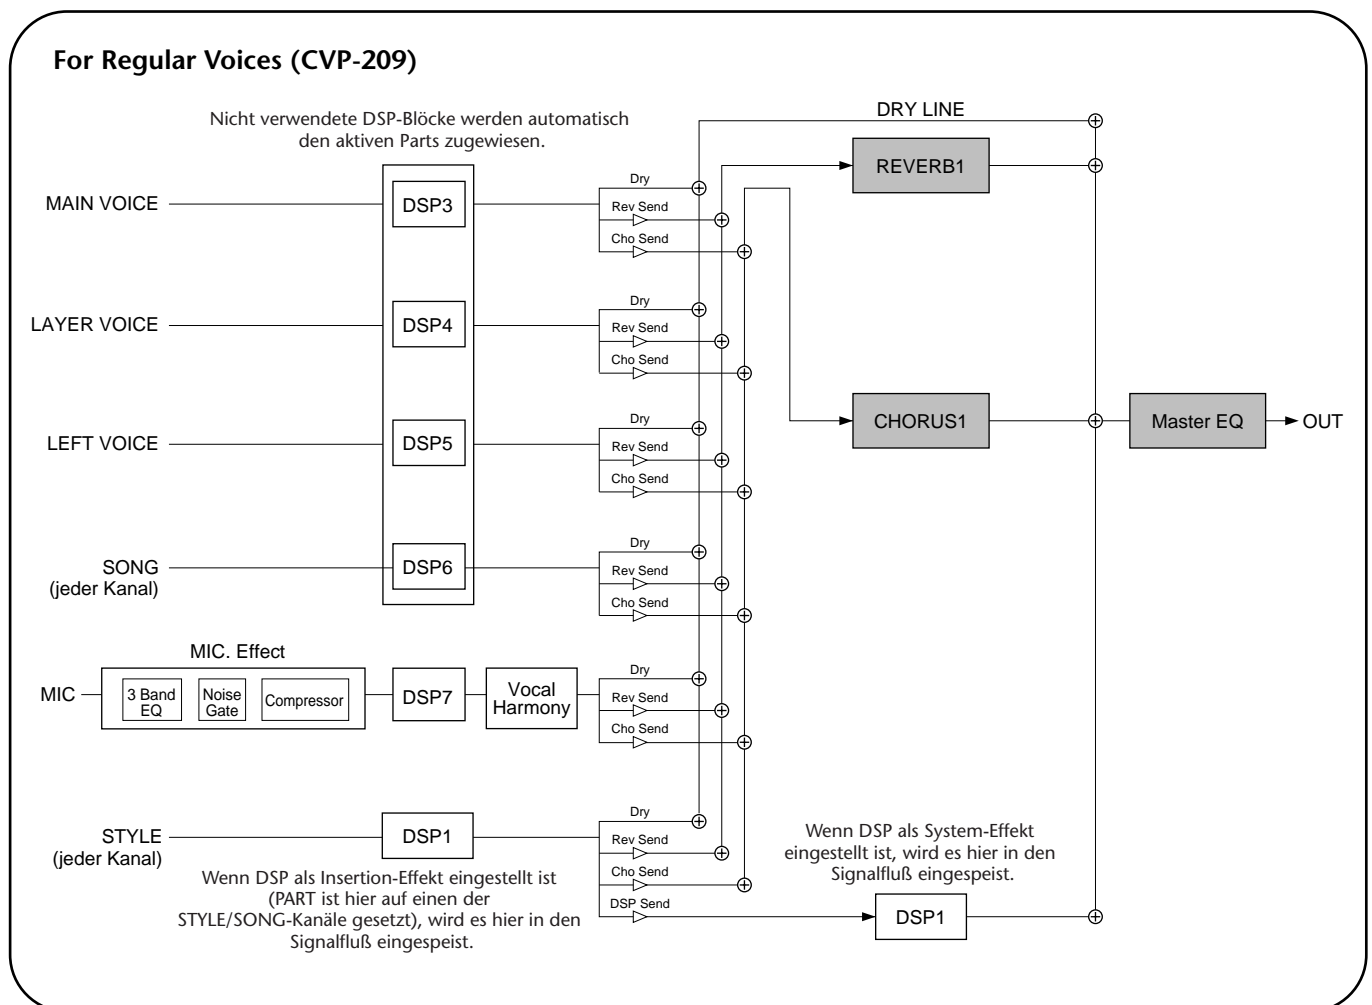 For Regular Voices (CVP-209)
Nicht verwendete DSP-Blöcke werden automatisch
den aktiven Parts zugewiesen.
DRY LINE
MAIN VOICE
DSP3
Dry
Rev Send
Cho Send
REVERB1
LAYER VOICE
DSP4
Dry
Rev Send
Cho Send
LEFT VOICE
DSP5
Dry
Rev Send
Cho Send
CHORUS1
Master EQ
OUT
SONG
(jeder Kanal)
DSP6
Dry
Rev Send
Cho Send
MIC. Effect
MIC
3 Band
EQ
Noise
Gate
Compressor
DSP7
Vocal
Harmony
Dry
Rev Send
Cho Send
STYLE
(jeder Kanal)
DSP1
Dry
Rev Send
Cho Send
DSP Send
Wenn DSP als Insertion-Effekt eingestellt ist
(PART ist hier auf einen der
STYLE/SONG-Kanäle gesetzt), wird es hier in den
Signalfluß eingespeist.
Wenn DSP als System-Effekt
eingestellt ist, wird es hier in den
Signalfluß eingespeist.
DSP1